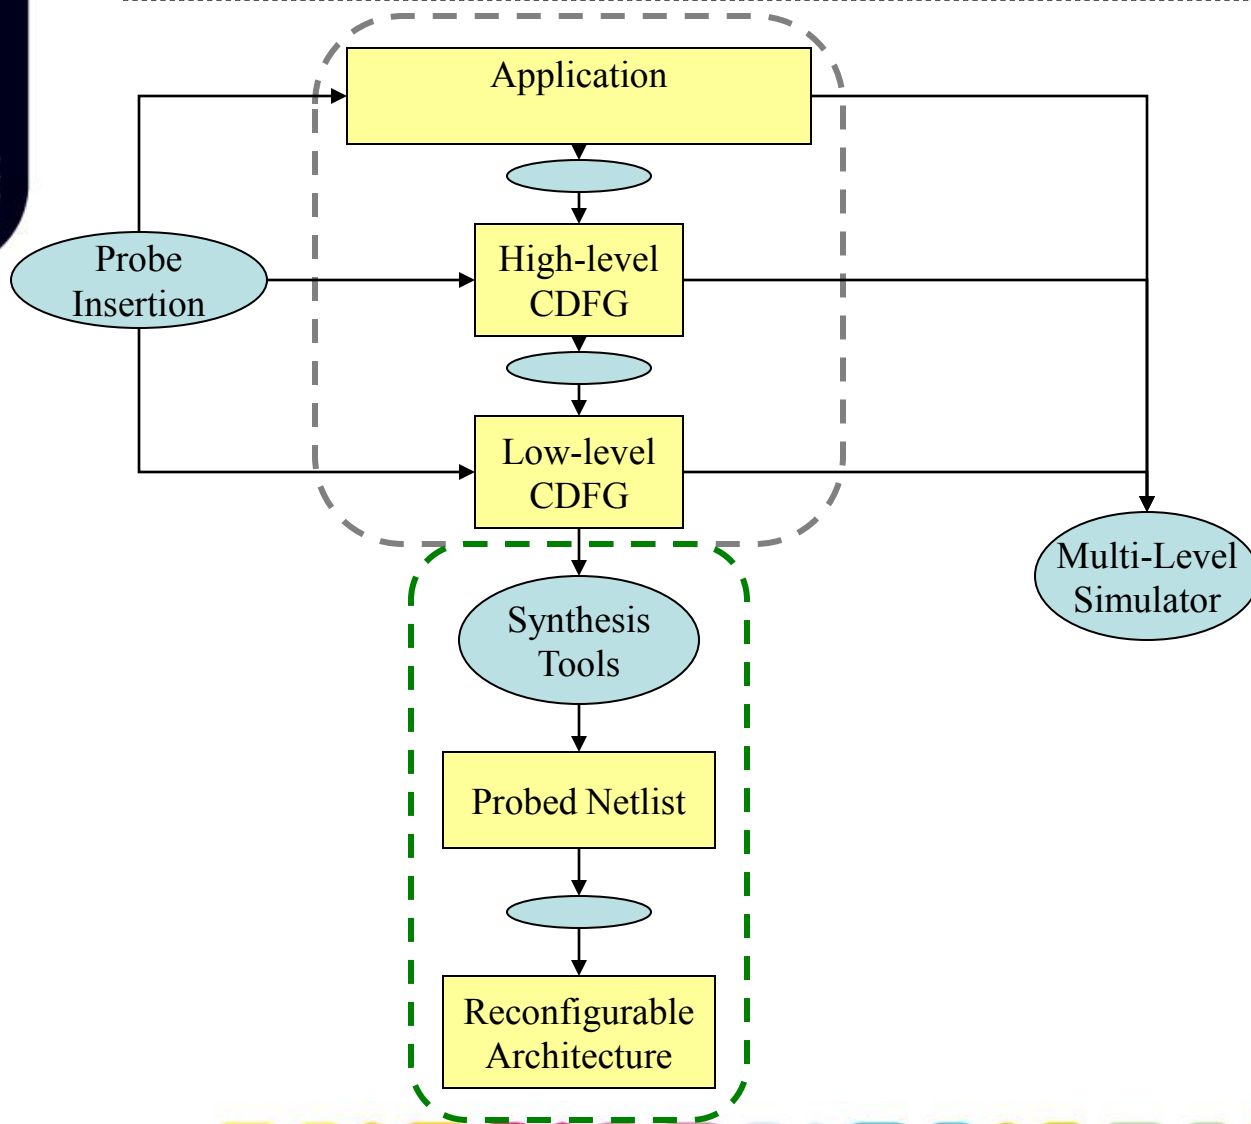 Application
Probe
Insertion
High-level
CDFG
Low-level
CDFG
Multi-Level
Simulator
Synthesis
Tools
Probed Netlist
Reconfigurable
Architecture